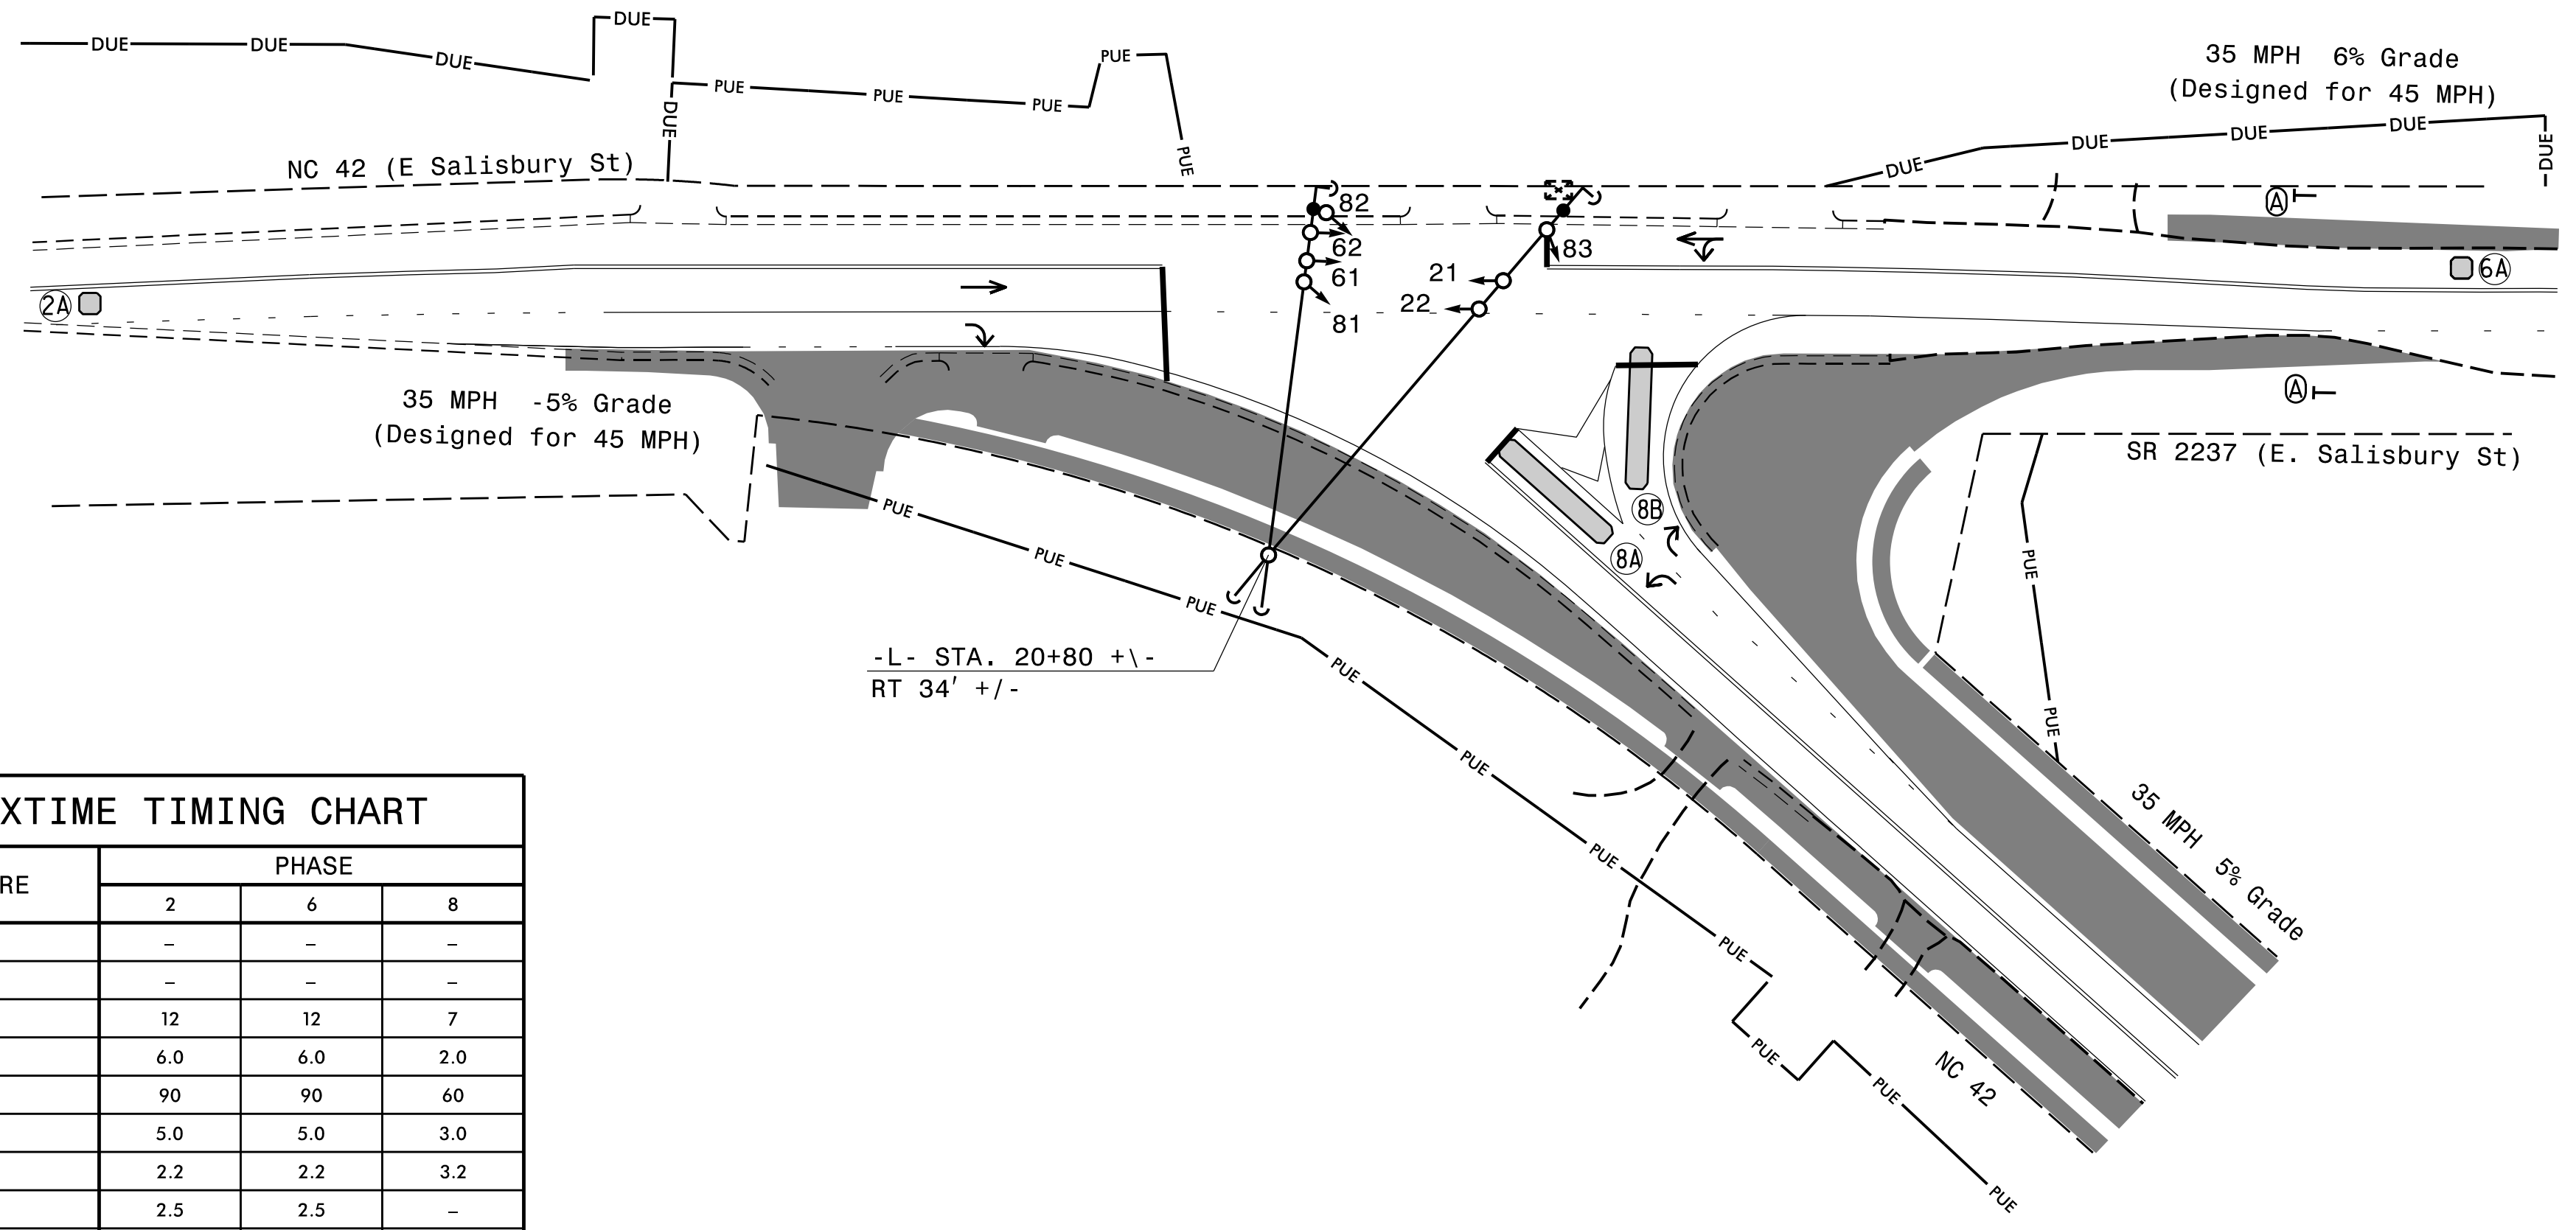 DUE
DUE DUE DUE
PUE
35 MPH 6% Grade
(Designed for 45 MPH)
PUE PUE PUE
DUE
DUE
DUE
DUE
DUE
DUE
DUE
PUE
NC 42 (E Salisbury St)
A
82
62
61
81
83
21
22
2A
6A
35 MPH -5% Grade
(Designed for 45 MPH)
A
SR 2237 (E. Salisbury St)
8B
8A
PUE
PUE
PUE
PUE
PUE
-L- STA. 20+80 +\-
RT 34' +/-
PUE
PUE
PUE
35 MPH 5% Grade
PUE
PUE
PUE
PUE
NC 42
PUE
XTIME TIMING CHART
RE PHASE
2 6 8
– – –
– – –
12 12 7
6.0 6.0 2.0
90 90 60
5.0 5.0 3.0
2.2 2.2 3.2
2.5 2.5 –